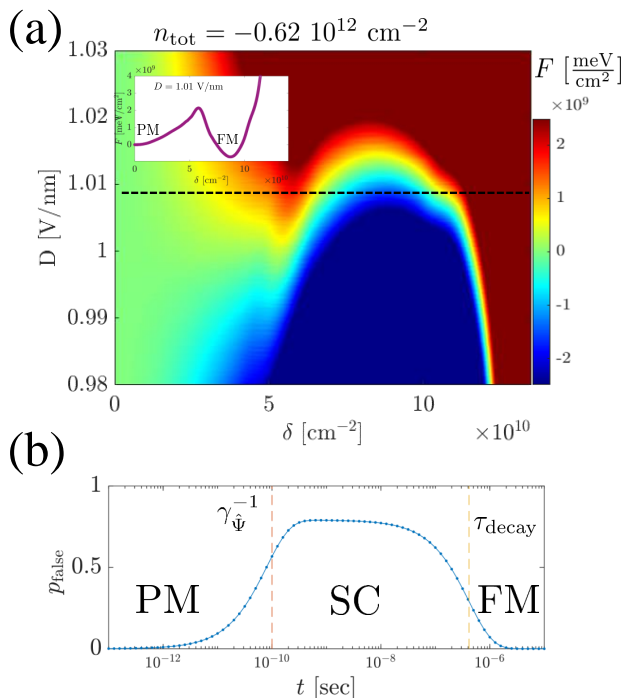 (a)
n_tot = −0.62 10^12 cm^−2
F [meV/cm^2]
×10^9
1.03
1.02
1.01
1
0.99
0.98
D [V/nm]
×10^9
4
3
2
1
0
D = 1.01 V/nm
PM
FM
F [meV/cm^2]
0
5
10
δ [cm^−2]
2
1
0
-1
-2
0
5
10
×10^10
δ [cm^−2]
(b)
1
0.5
0
p_false
γ_Ψ̂^−1
τ_decay
PM
SC
FM
10^−12
10^−10
10^−8
10^−6
t [sec]